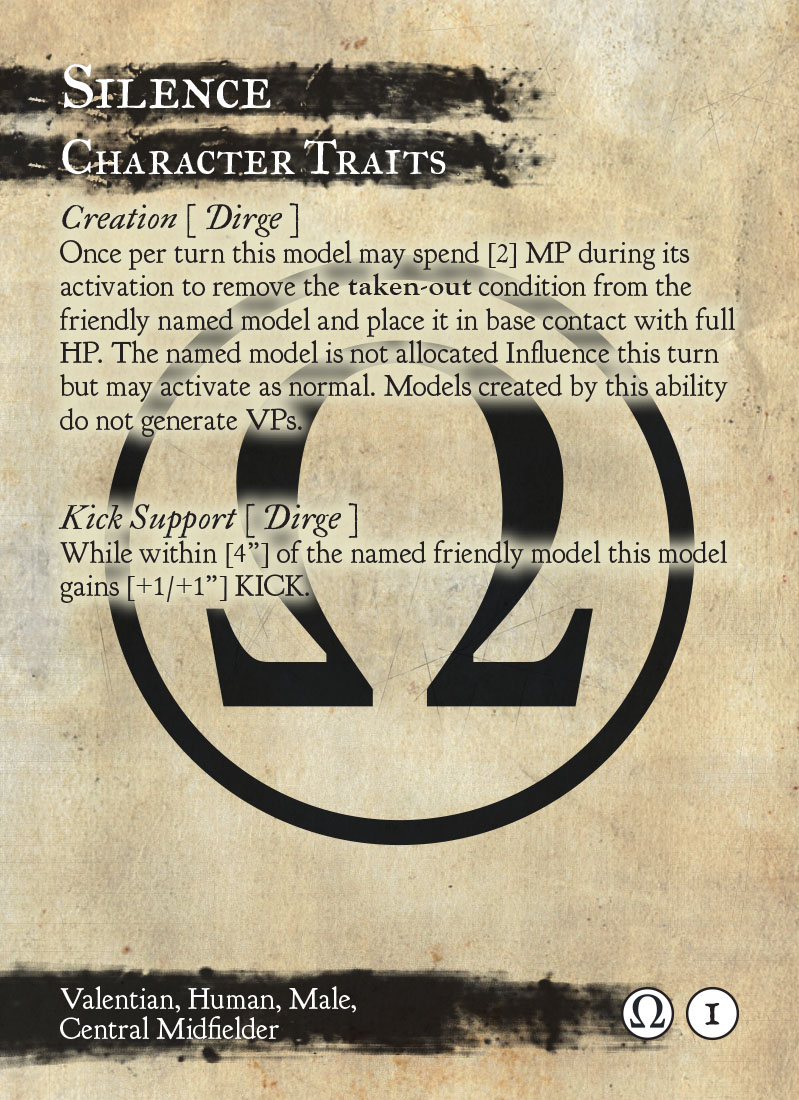 Silence
Character Traits
Creation [ Dirge ]
Once per turn this model may spend [2] MP during its
activation to remove the taken-out condition from the
friendly named model and place it in base contact with full
HP. The named model is not allocated Influence this turn
but may activate as normal. Models created by this ability
do not generate VPs.
Kick Support [ Dirge ]
While within [4”] of the named friendly model this model
gains [+1/+1”] KICK.
Ω
Valentian, Human, Male,
Central Midfielder
Ω 1